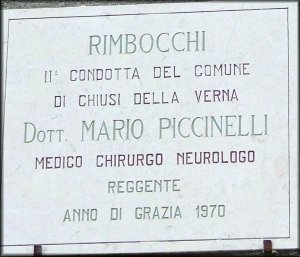 RIMBOCCHI
IIª CONDOTTA DEL COMUNE
DI CHIUSI DELLA VERNA
DOTT. MARIO PICCINELLI
MEDICO CHIRURGO NEUROLOGO
REGGENTE
ANNO DI GRAZIA 1970